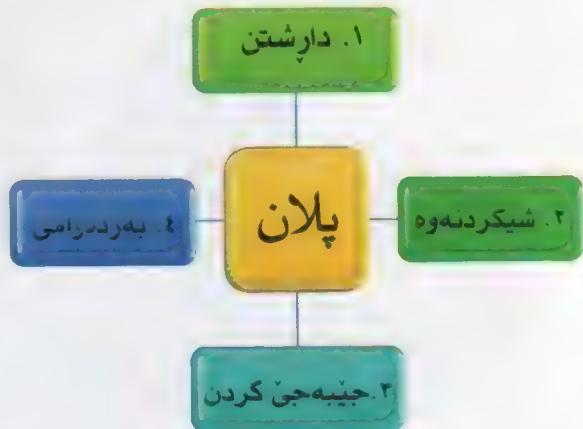 ١. دارِشتن
پلان
٢. شیکردنەوە
٣. جێبەجێ کردن
٤. بەردەوامی